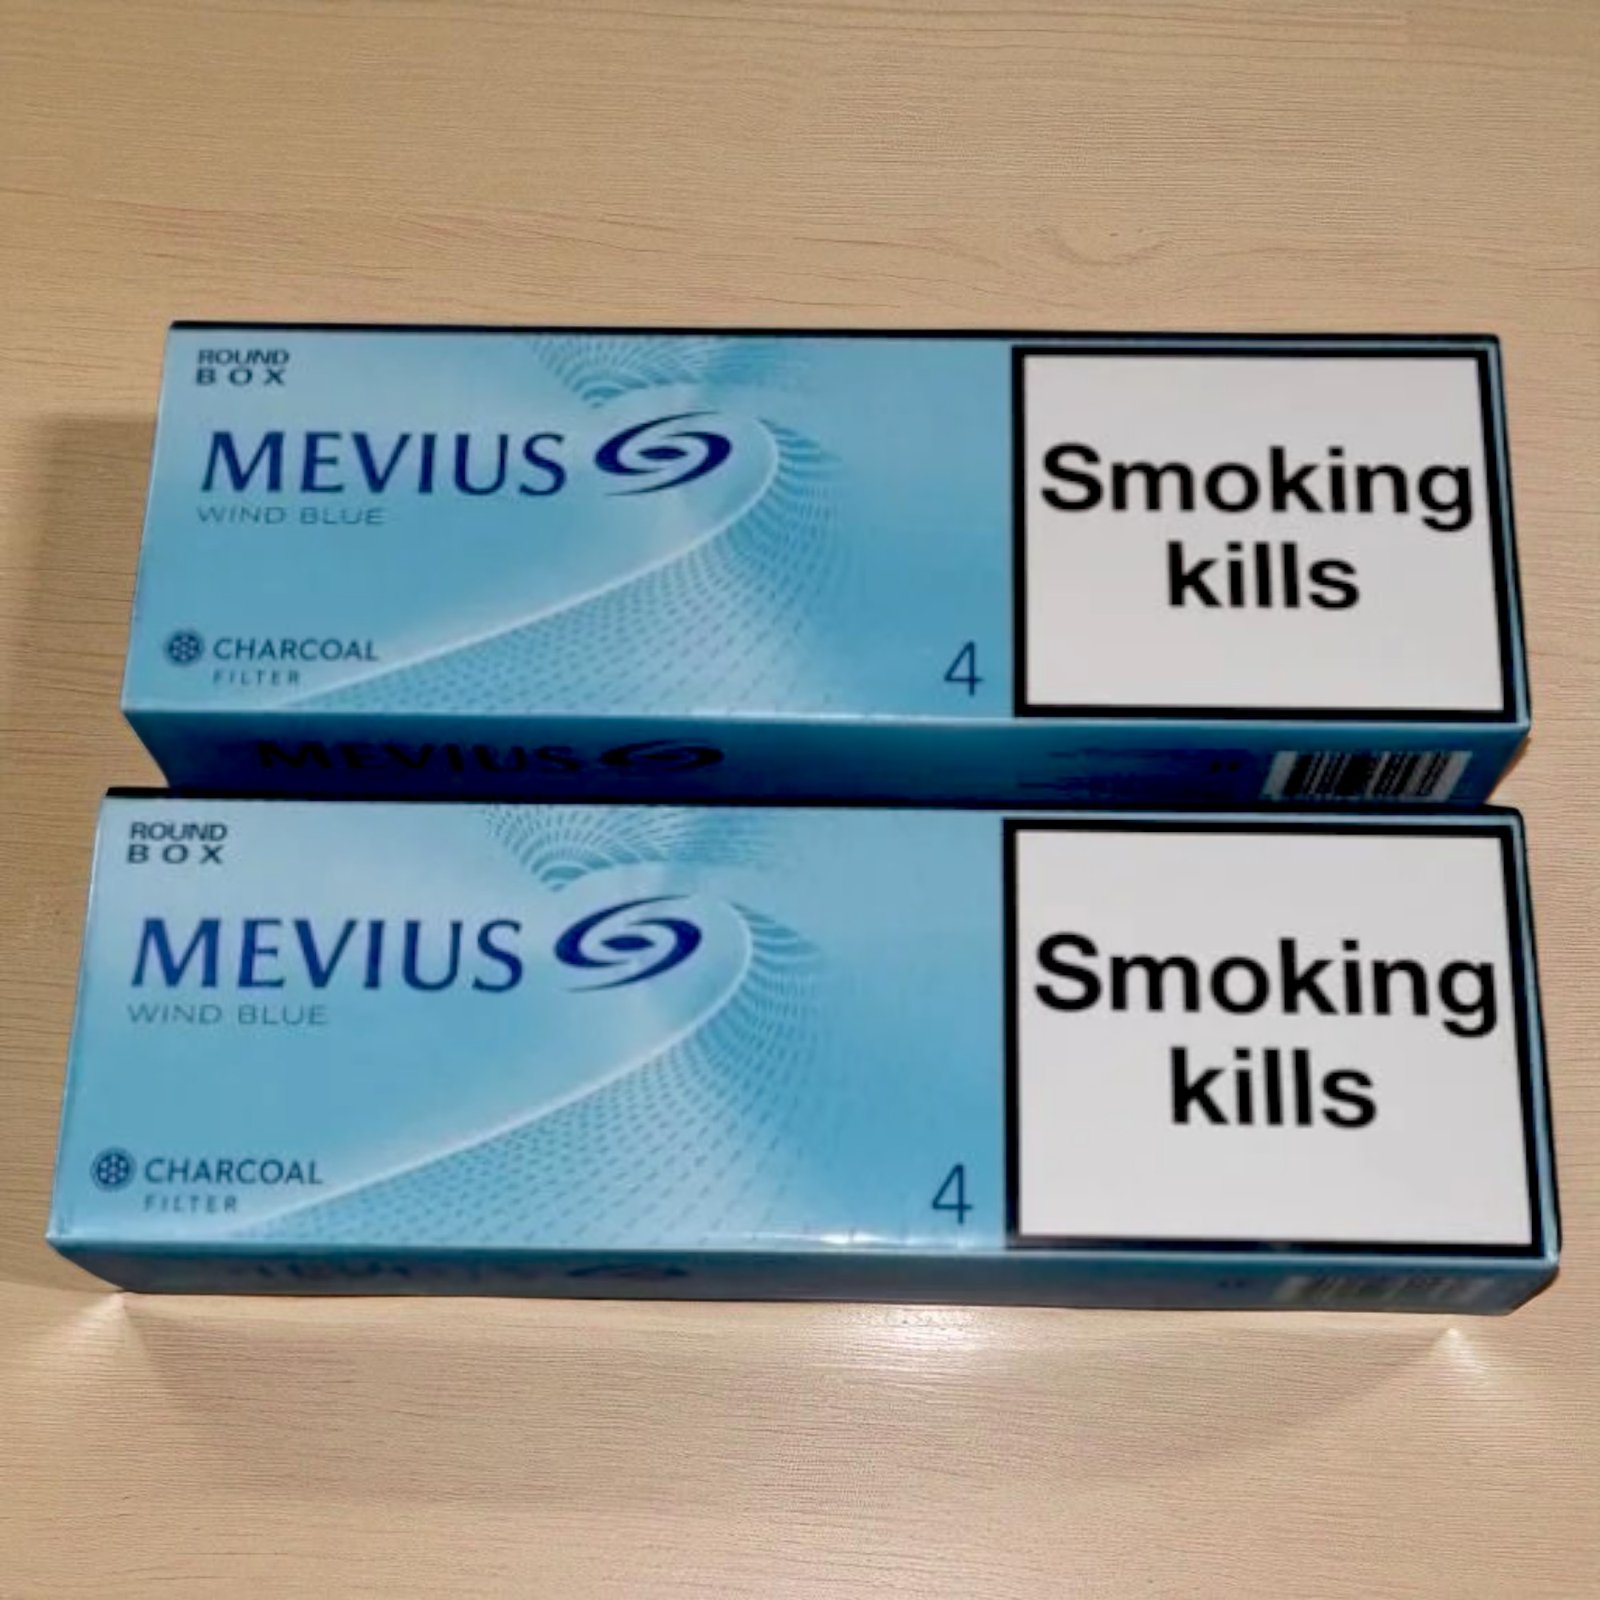 ROUND
BOX
MEVIUS
WIND BLUE
CHARCOAL
FILTER
4
Smoking
kills
MEVIUS
ROUND
BOX
MEVIUS
WIND BLUE
CHARCOAL
FILTER
4
Smoking
kills